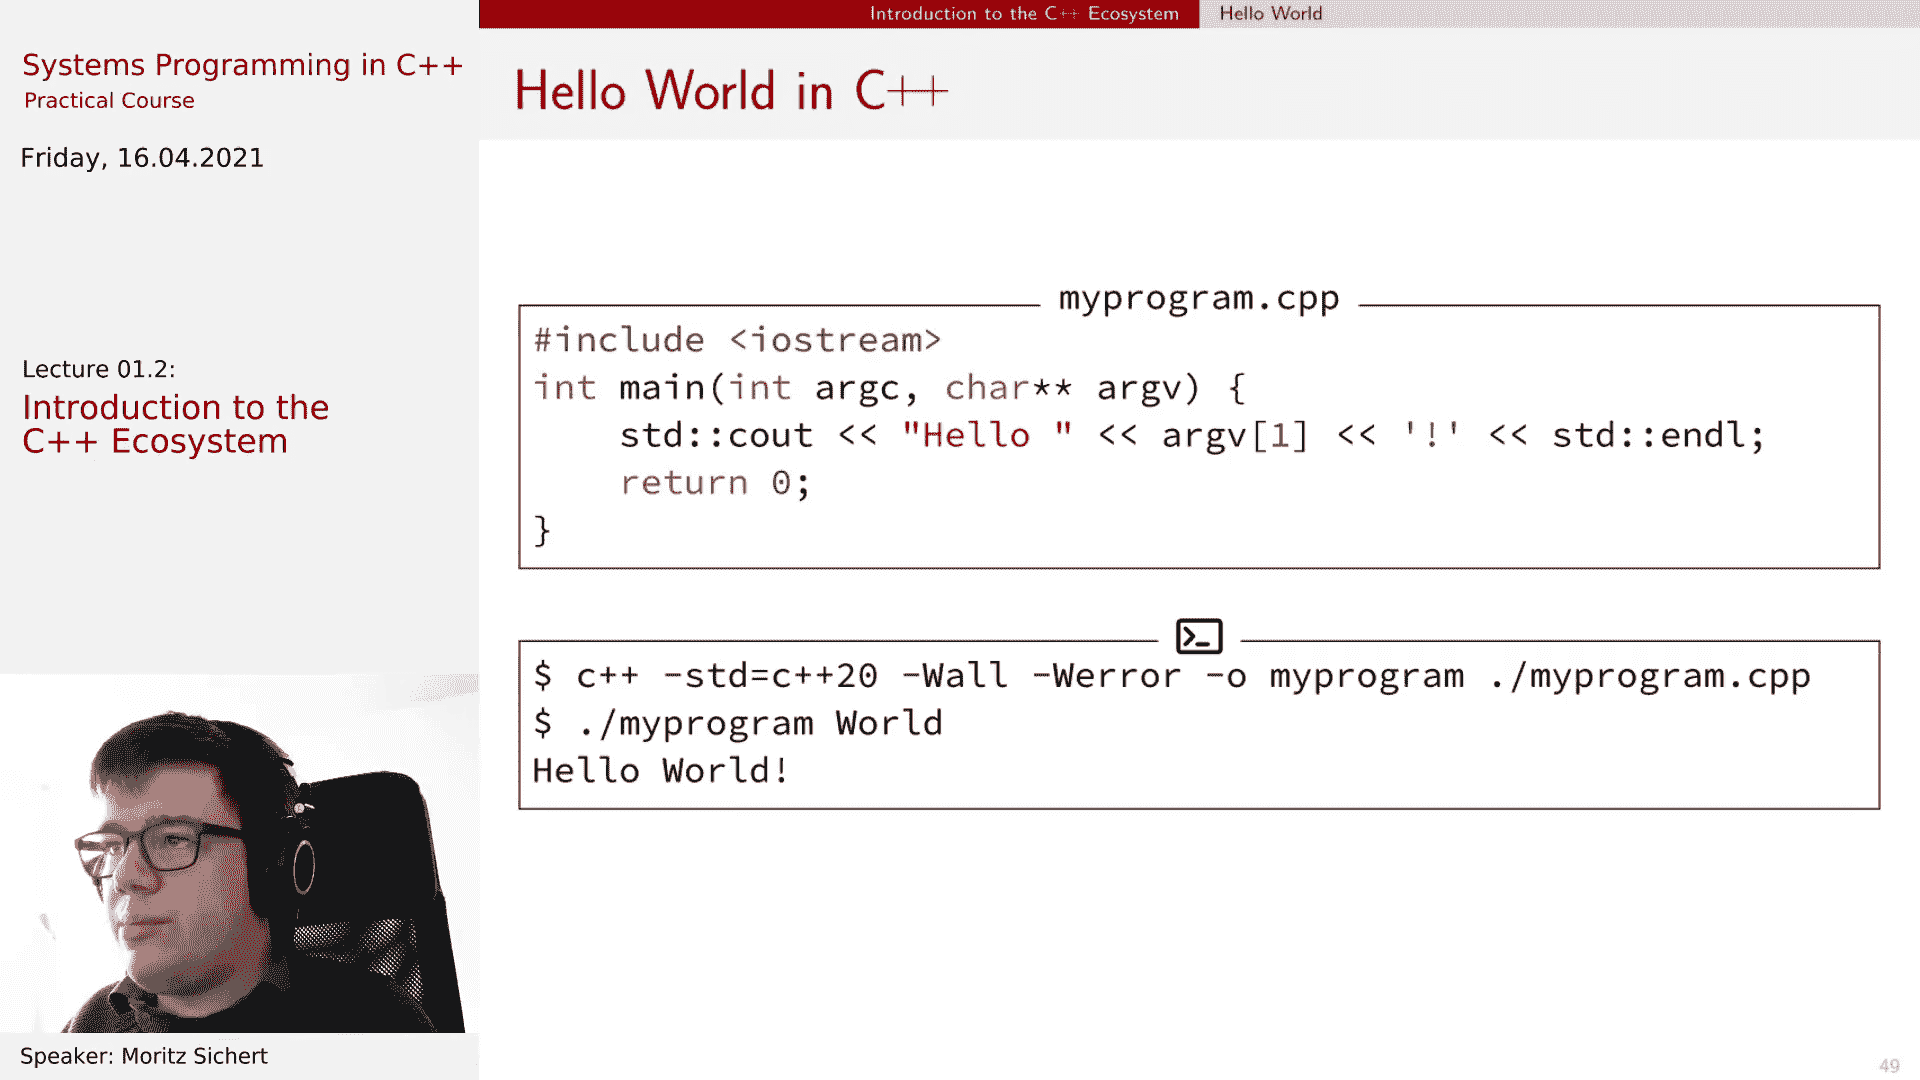 Systems Programming in C++
Practical Course
Friday, 16.04.2021
Lecture 01.2:
Introduction to the
C++ Ecosystem
Speaker: Moritz Sichert
Introduction to the C++ Ecosystem
Hello World
Hello World in C++
myprogram.cpp
#include <iostream>
int main(int argc, char** argv) {
    std::cout << "Hello " << argv[1] << '!' << std::endl;
    return 0;
}
>_
$ c++ -std=c++20 -Wall -Werror -o myprogram ./myprogram.cpp
$ ./myprogram World
Hello World!
49